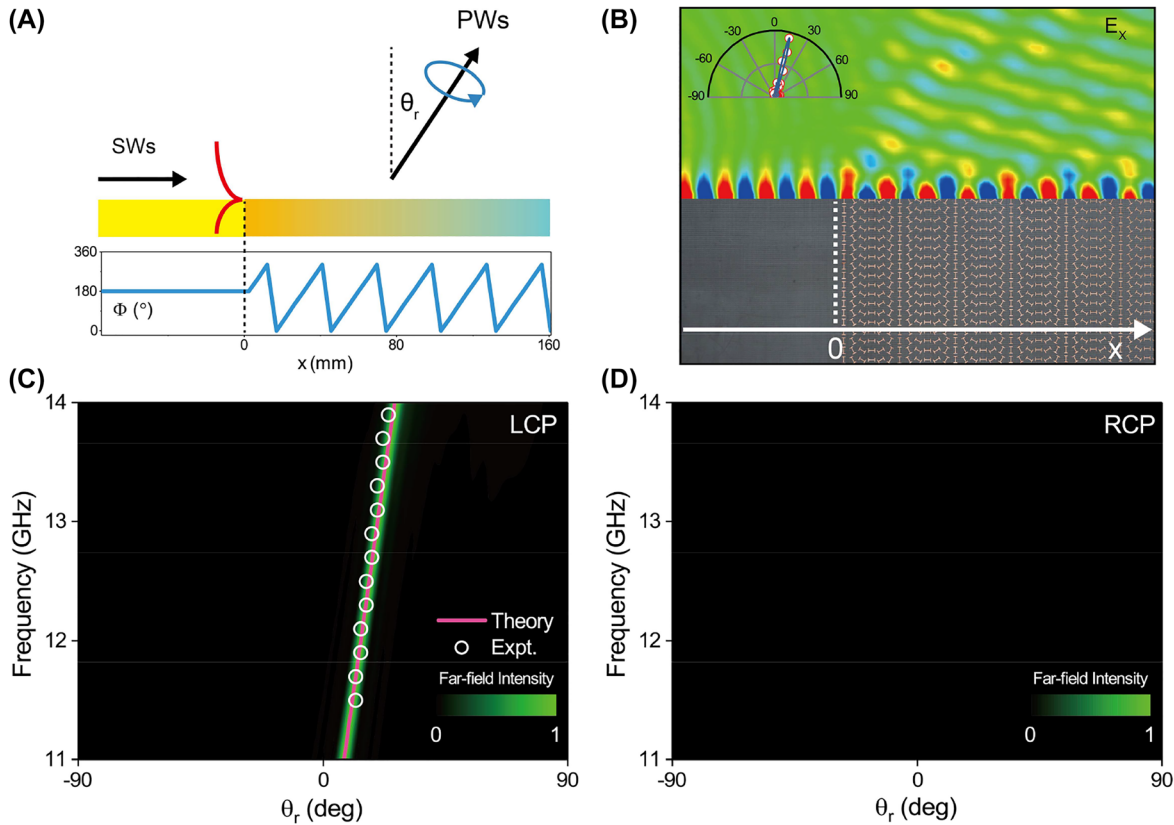 (A)
PWs
θr
SWs
360
180
0
Φ (°)
0
80
160
x (mm)
(B)
Ex
-90
-60
-30
0
30
60
90
0
X
(C)
LCP
14
13
12
11
Frequency (GHz)
Theory
Expt.
Far-field Intensity
0
1
-90
0
90
θr (deg)
(D)
RCP
14
13
12
11
Frequency (GHz)
Far-field Intensity
0
1
-90
0
90
θr (deg)